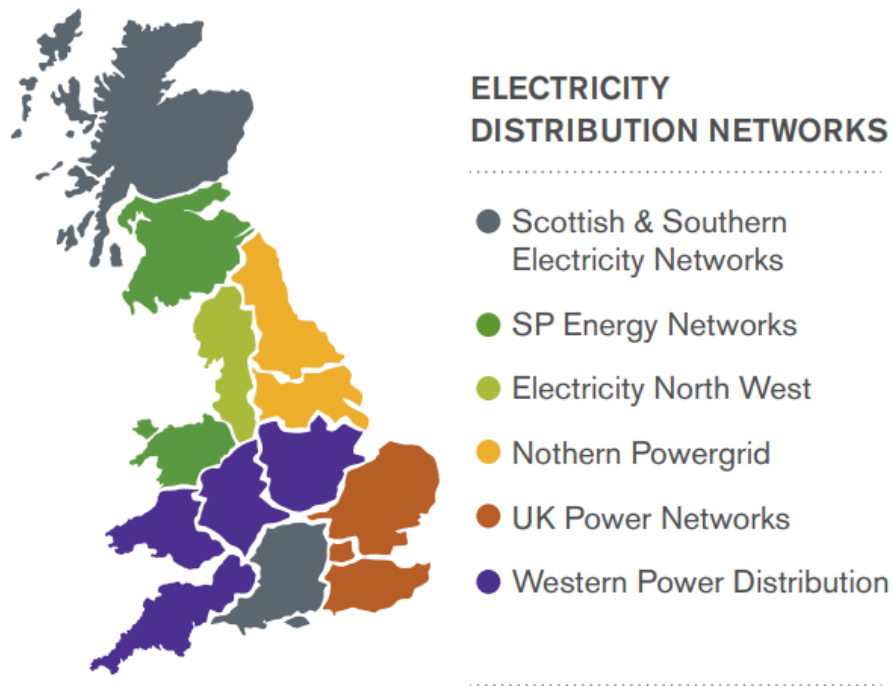 ELECTRICITY
DISTRIBUTION NETWORKS
Scottish & Southern
Electricity Networks
SP Energy Networks
Electricity North West
Nothern Powergrid
UK Power Networks
Western Power Distribution